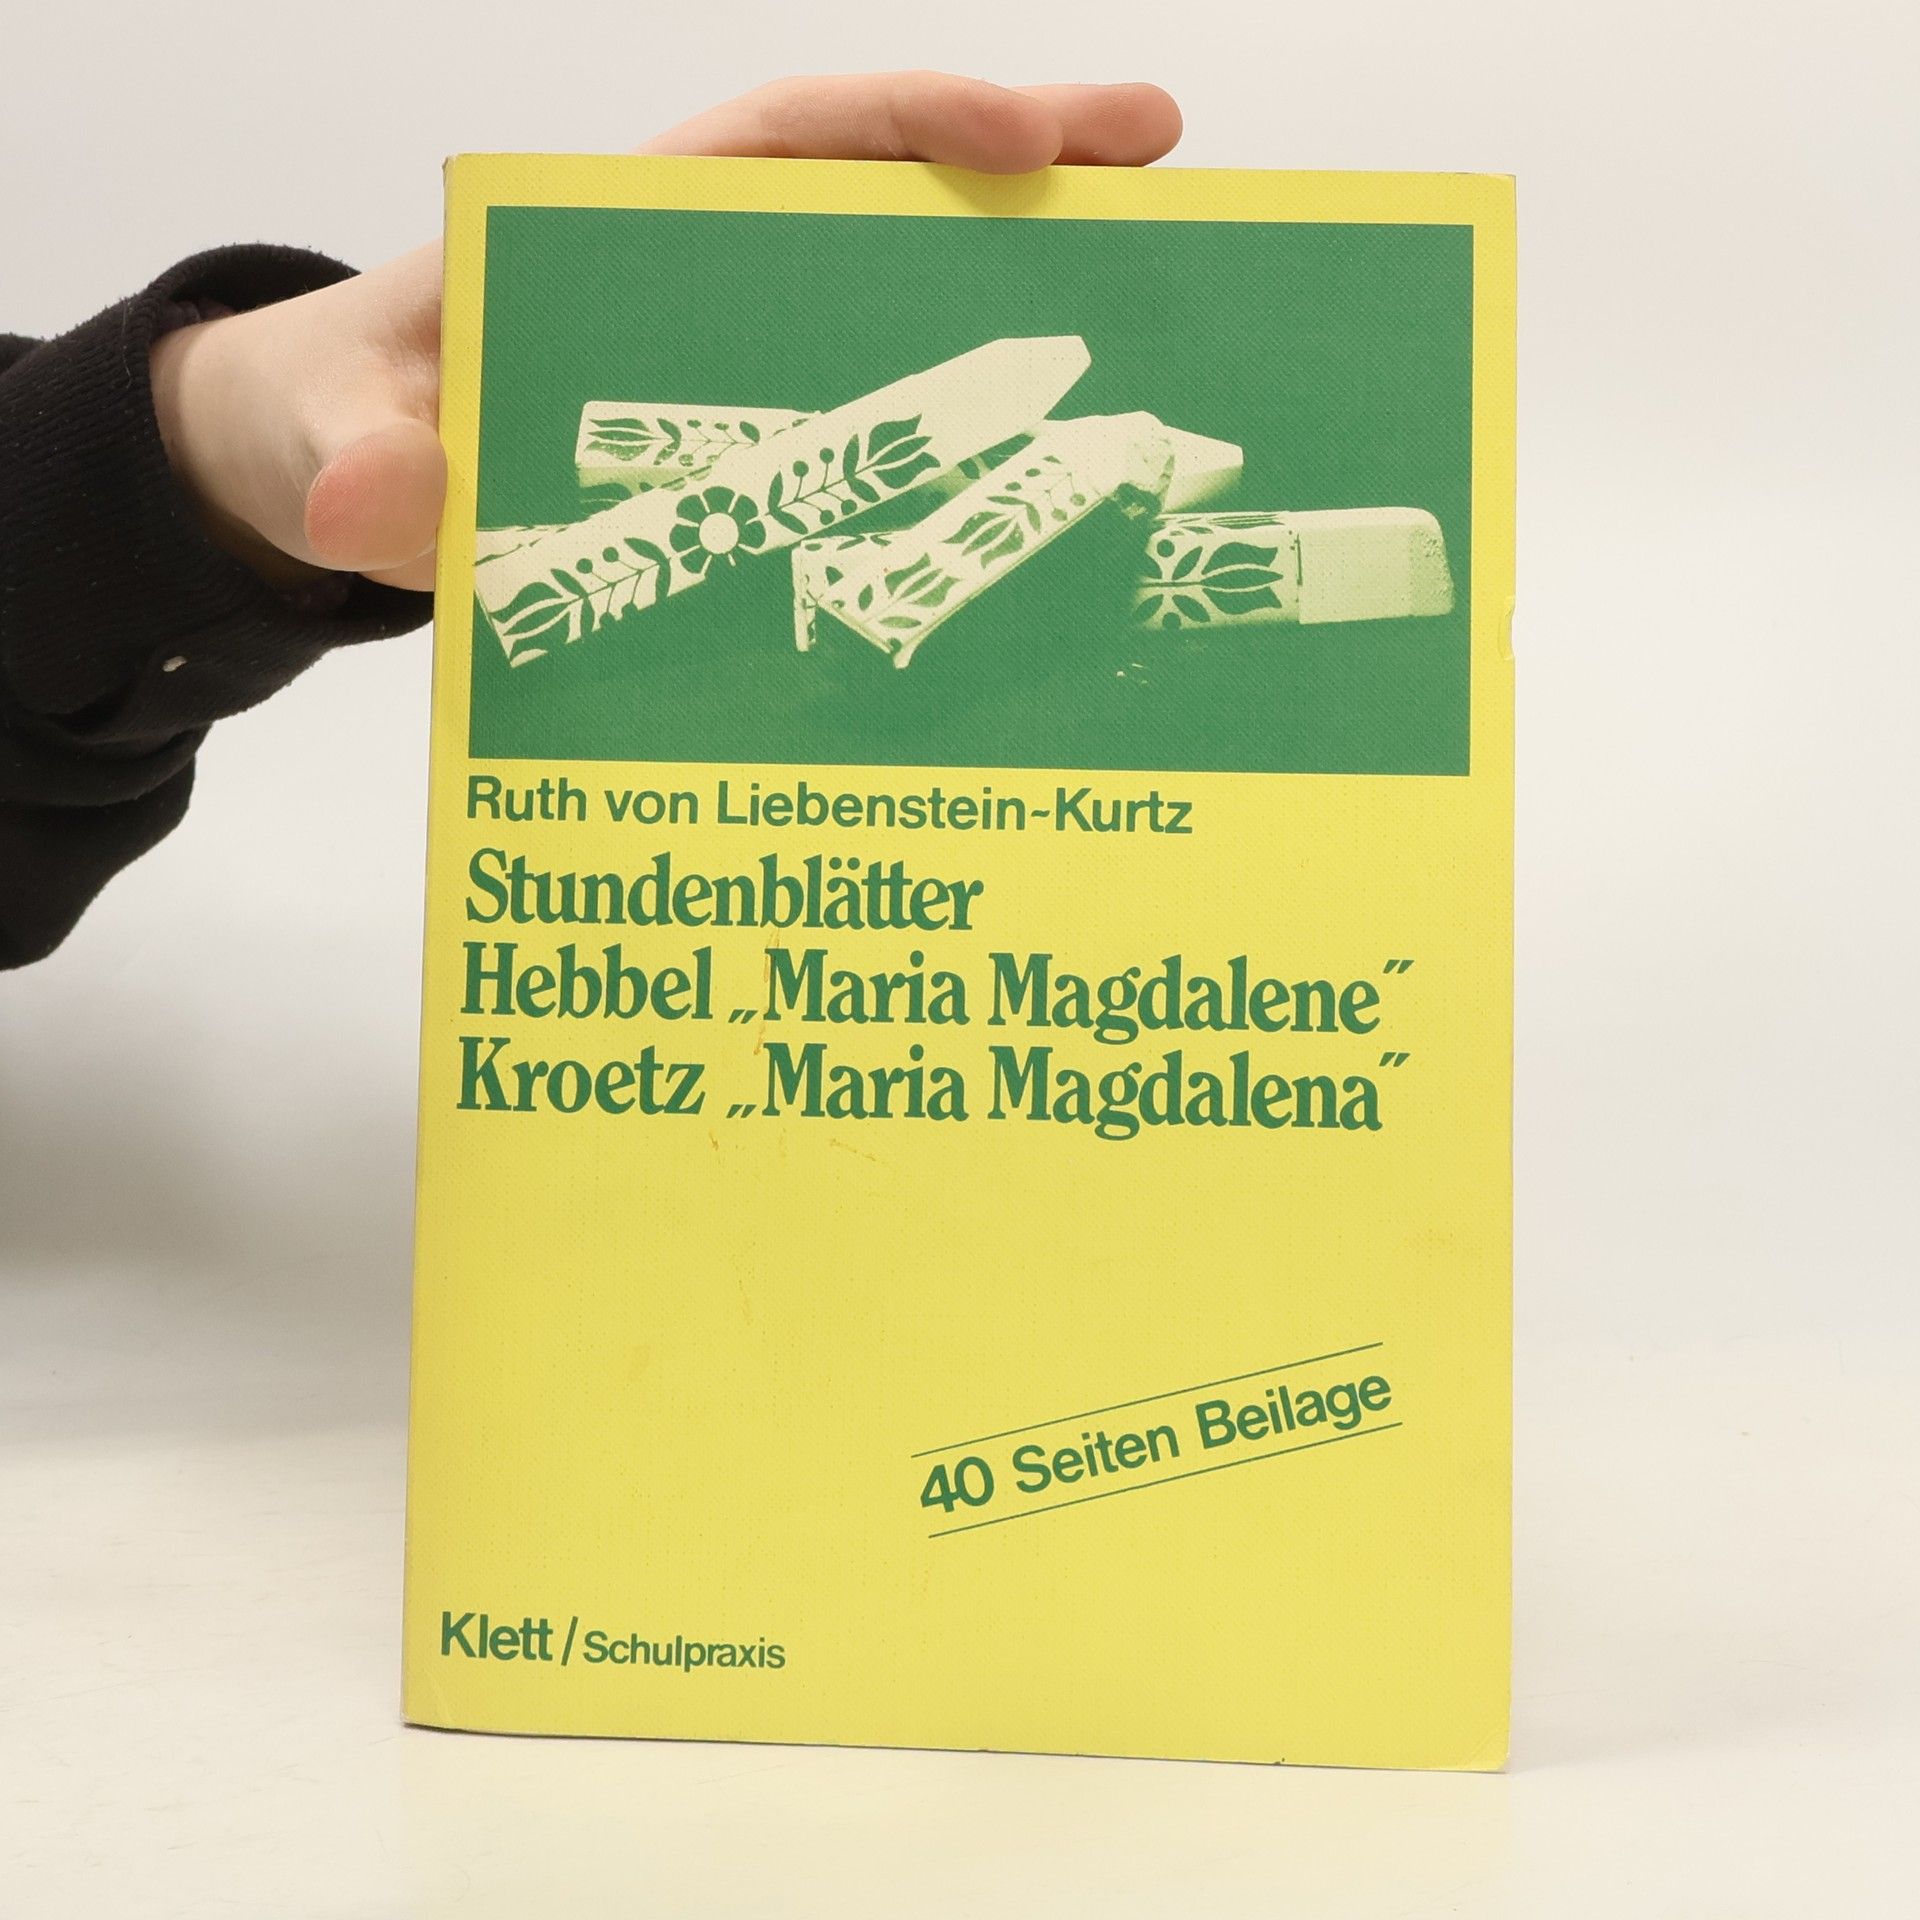 Ruth von Liebenstein-Kurtz
Stundenblätter
Hebbel „Maria Magdalene”
Kroetz „Maria Magdalena”
40 Seiten Beilage
Klett/Schulpraxis